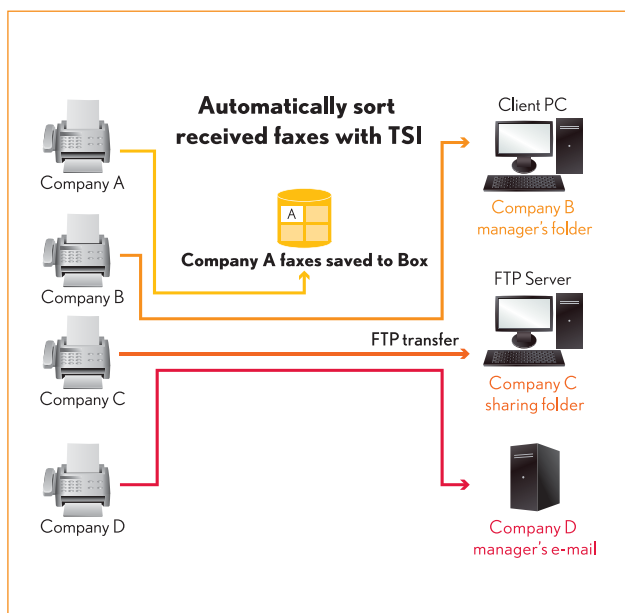 Automatically sort
received faxes with TSI
Client PC
Company A
A
Company B
manager's folder
Company A faxes saved to Box
Company B
FTP Server
FTP transfer
Company C
Company C
sharing folder
Company D
Company D
manager's e-mail